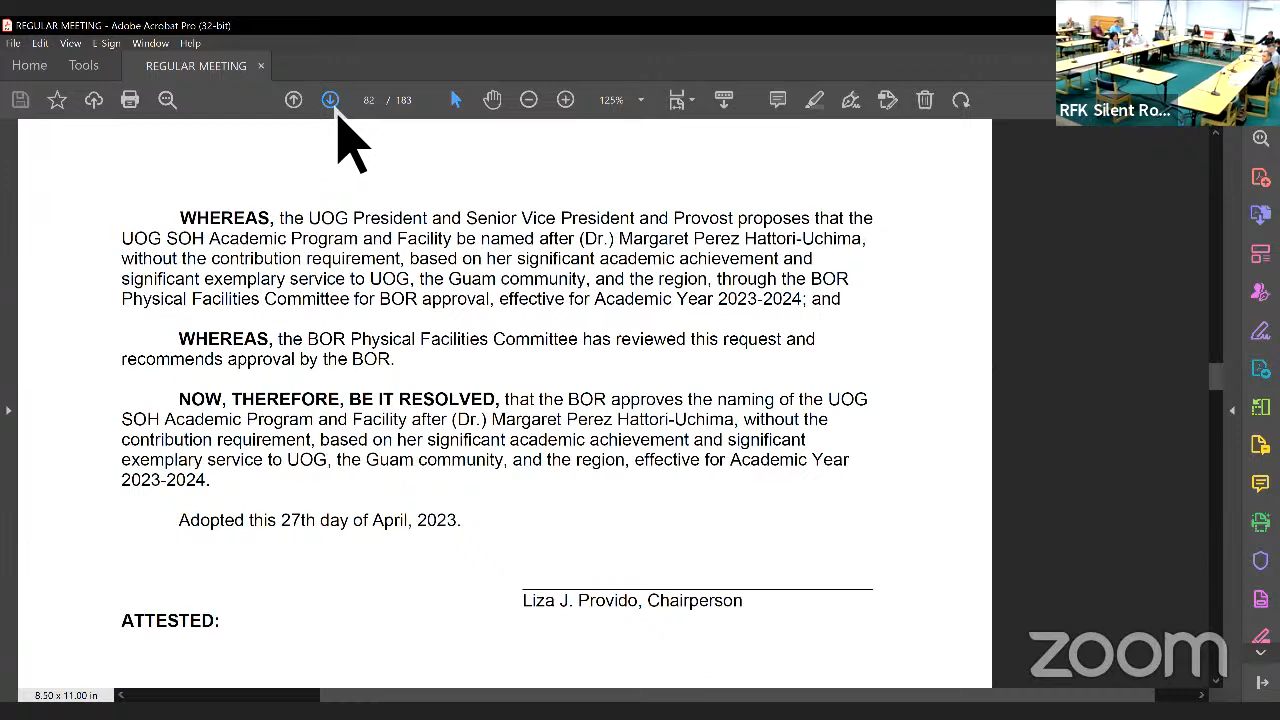 REGULAR MEETING - Adobe Acrobat Pro (32-bit)
File Edit View E-Sign Window Help
Home Tools REGULAR MEETING ×
82 / 183 125%
RFK Silent Ro...
WHEREAS, the UOG President and Senior Vice President and Provost proposes that the
UOG SOH Academic Program and Facility be named after (Dr.) Margaret Perez Hattori-Uchima,
without the contribution requirement, based on her significant academic achievement and
significant exemplary service to UOG, the Guam community, and the region, through the BOR
Physical Facilities Committee for BOR approval, effective for Academic Year 2023-2024; and
WHEREAS, the BOR Physical Facilities Committee has reviewed this request and
recommends approval by the BOR.
NOW, THEREFORE, BE IT RESOLVED, that the BOR approves the naming of the UOG
SOH Academic Program and Facility after (Dr.) Margaret Perez Hattori-Uchima, without the
contribution requirement, based on her significant academic achievement and significant
exemplary service to UOG, the Guam community, and the region, effective for Academic Year
2023-2024.
Adopted this 27th day of April, 2023.
Liza J. Provido, Chairperson
ATTESTED:
zoom
8.50 x 11.00 in